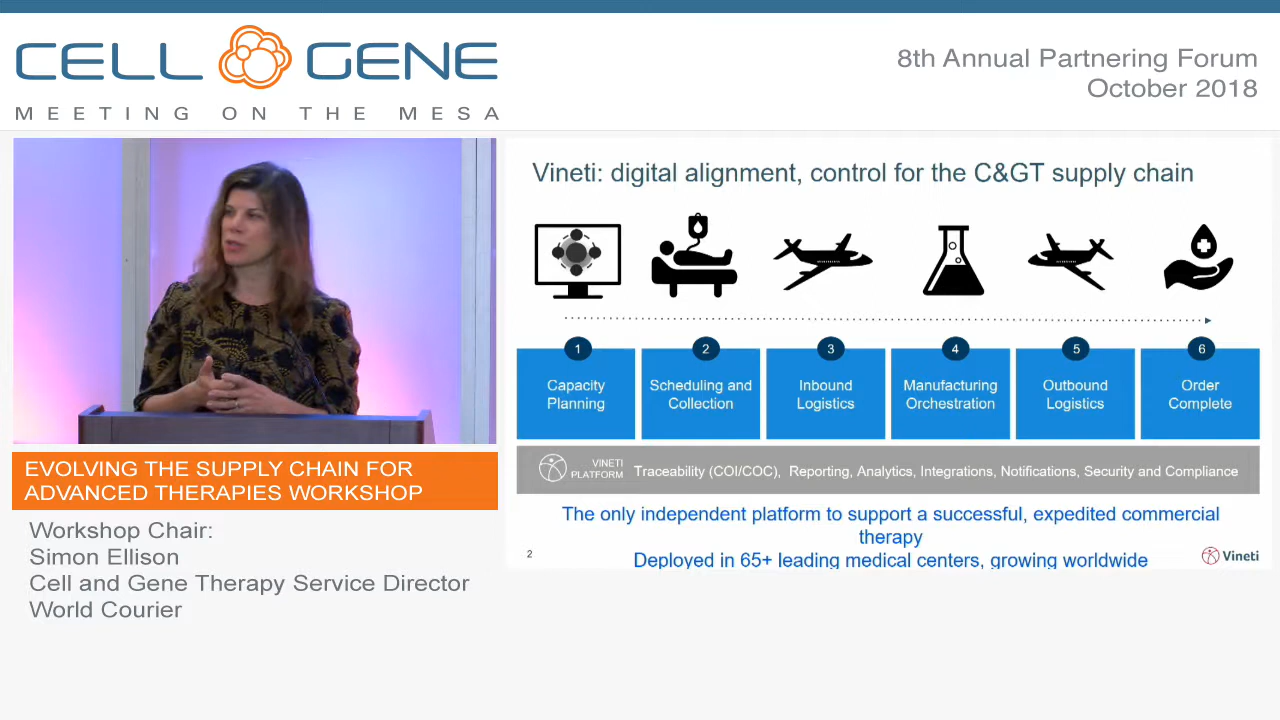 CELL GENE
MEETING ON THE MESA
8th Annual Partnering Forum
October 2018
Vineti: digital alignment, control for the C&GT supply chain
1
2
3
4
5
6
Capacity
Planning
Scheduling and
Collection
Inbound
Logistics
Manufacturing
Orchestration
Outbound
Logistics
Order
Complete
VINETI
PLATFORM
Traceability (COI/COC), Reporting, Analytics, Integrations, Notifications, Security and Compliance
The only independent platform to support a successful, expedited commercial
therapy
Deployed in 65+ leading medical centers, growing worldwide
2
Vineti
EVOLVING THE SUPPLY CHAIN FOR
ADVANCED THERAPIES WORKSHOP
Workshop Chair:
Simon Ellison
Cell and Gene Therapy Service Director
World Courier